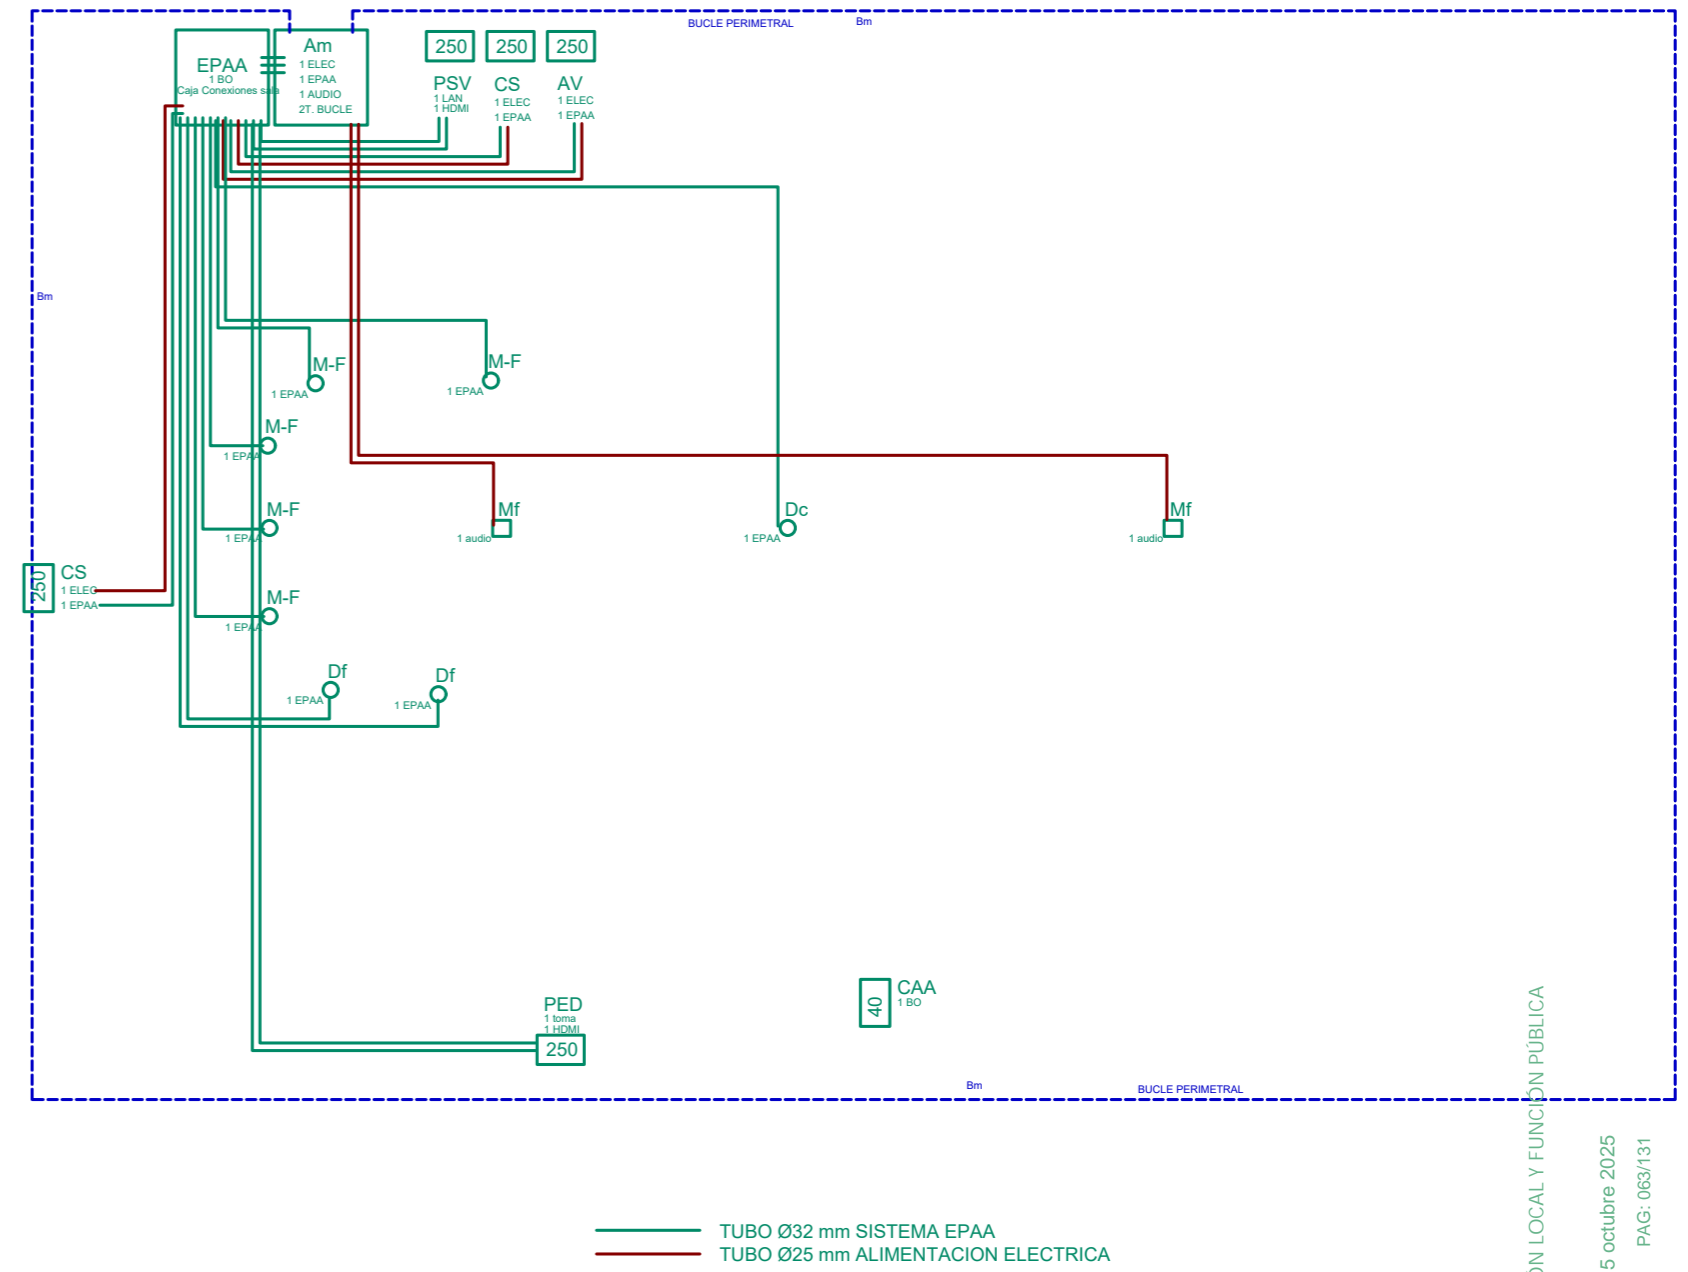 BUCLE PERIMETRAL
Bm
EPAA
1 BO
Caja Conexiones sala
Am
1 ELEC
1 EPAA
1 AUDIO
2T. BUCLE
250
PSV
1 LAN
1 HDMI
250
CS
1 ELEC
1 EPAA
250
AV
1 ELEC
1 EPAA
Bm
M-F
1 EPAA
M-F
1 EPAA
M-F
1 EPAA
M-F
1 EPAA
Mf
1 audio
Dc
1 EPAA
Mf
1 audio
250
CS
1 ELEC
1 EPAA
M-F
1 EPAA
Df
1 EPAA
Df
1 EPAA
PED
1 toma
1 HDMI
250
40
CAA
1 BO
Bm
BUCLE PERIMETRAL
ÓN LOCAL Y FUNCIÓN PÚBLICA
5 octubre 2025
PAG: 063/131
TUBO Ø32 mm SISTEMA EPAA
TUBO Ø25 mm ALIMENTACION ELECTRICA